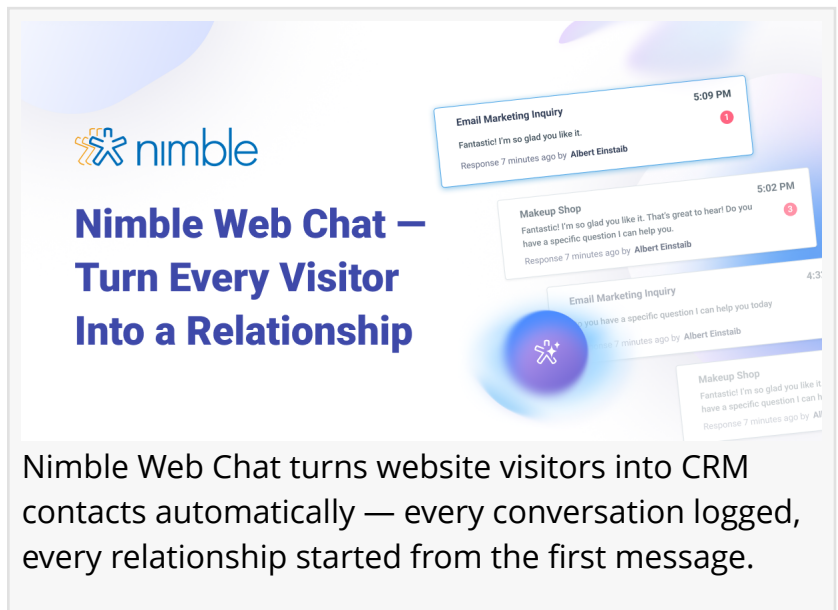 nimble
Nimble Web Chat —
Turn Every Visitor
Into a Relationship
Email Marketing Inquiry
5:09 PM
Fantastic! I'm so glad you like it.
1
Response 7 minutes ago by Albert Einstaib
Makeup Shop
5:02 PM
Fantastic! I'm so glad you like it. That's great to hear! Do you
have a specific question I can help you.
3
Response 7 minutes ago by Albert Einstaib
Email Marketing Inquiry
you have a specific question I can help you today
7 minutes ago by Albert Einstaib
Makeup Shop
Fantastic! I'm so glad you like it
have a specific question I can
Response 7 minutes ago by
Nimble Web Chat turns website visitors into CRM
contacts automatically — every conversation logged,
every relationship started from the first message.